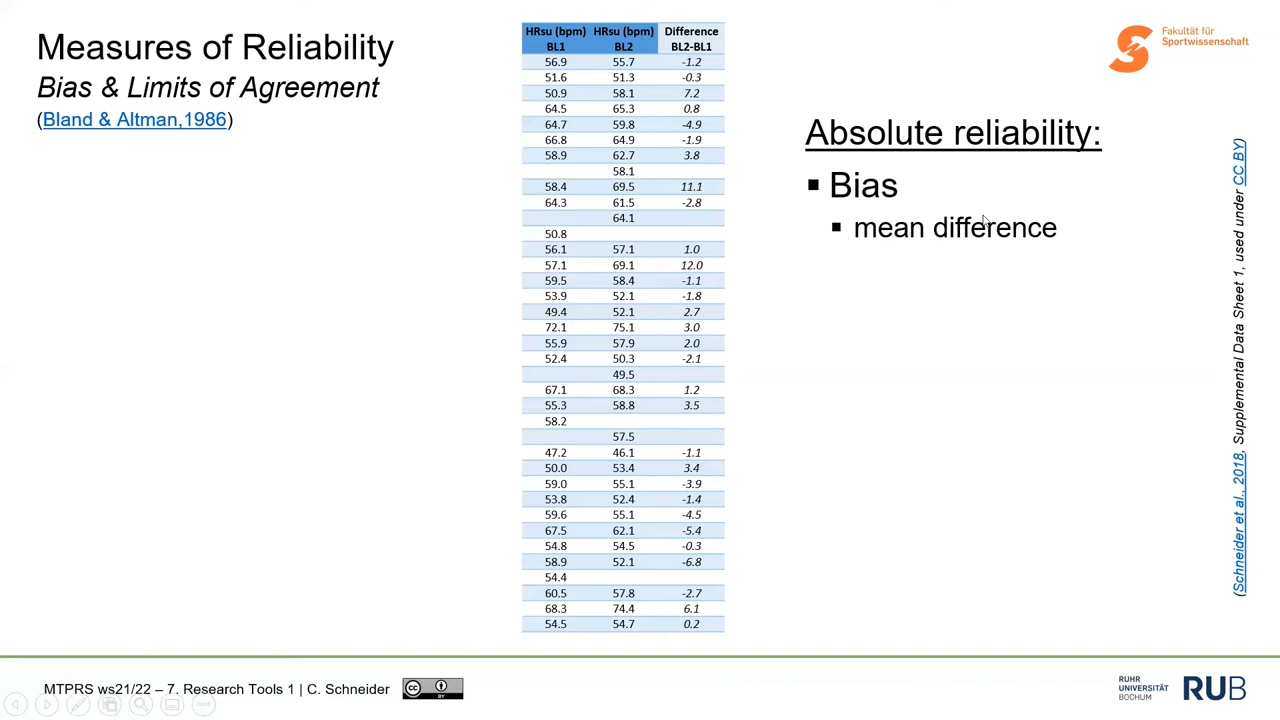 Measures of Reliability
Bias & Limits of Agreement
(Bland & Altman,1986)
HRsu (bpm) HRsu (bpm) Difference
BL1 BL2 BL2-BL1
56.9 55.7 -1.2
51.6 51.3 -0.3
50.9 58.1 7.2
64.5 65.3 0.8
64.7 59.8 -4.9
66.8 64.9 -1.9
58.9 62.7 3.8
58.1
58.4 69.5 11.1
64.3 61.5 -2.8
64.1
50.8
56.1 57.1 1.0
57.1 69.1 12.0
59.5 58.4 -1.1
53.9 52.1 -1.8
49.4 52.1 2.7
72.1 75.1 3.0
55.9 57.9 2.0
52.4 50.3 -2.1
49.5
67.1 68.3 1.2
55.3 58.8 3.5
58.2
57.5
47.2 46.1 -1.1
50.0 53.4 3.4
59.0 55.1 -3.9
53.8 52.4 -1.4
59.6 55.1 -4.5
67.5 62.1 -5.4
54.8 54.5 -0.3
58.9 52.1 -6.8
54.4
60.5 57.8 -2.7
68.3 74.4 6.1
54.5 54.7 0.2
Fakultät für
Sportwissenschaft
Absolute reliability:
▪ Bias
▪ mean difference
(Schneider et al., 2018, Supplemental Data Sheet 1, used under CC BY)
MTPRS ws21/22 – 7. Research Tools 1 | C. Schneider
cc
BY
RUHR
UNIVERSITÄT
BOCHUM
RUB